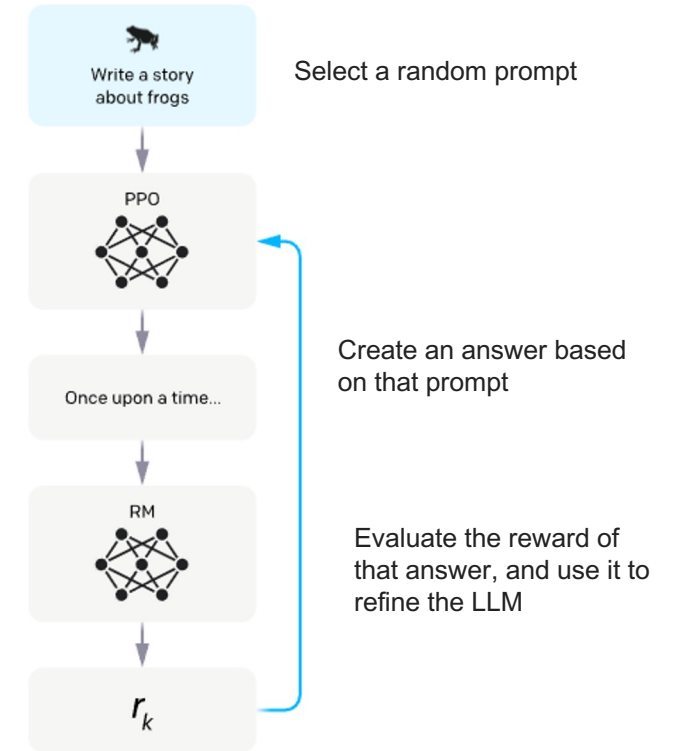 Write a story
about frogs
Select a random prompt
PPO
Create an answer based
on that prompt
Once upon a time...
RM
Evaluate the reward of
that answer, and use it to
refine the LLM
rₖ